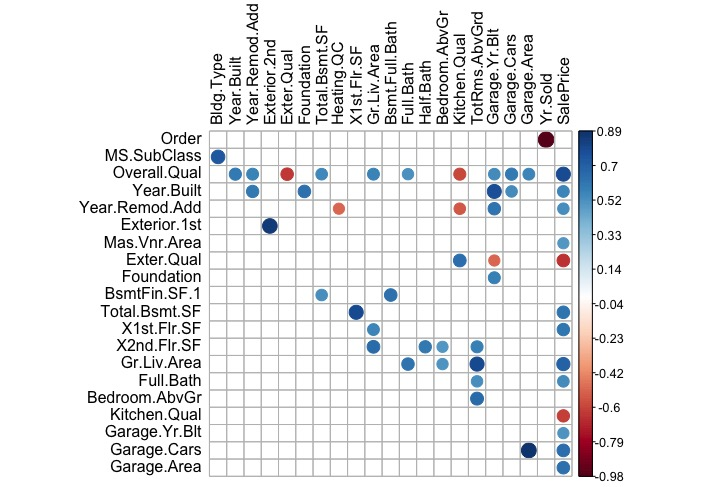 Bldg.Type
Year.Built
Year.Remod.Add
Exterior.2nd
Exter.Qual
Foundation
Total.Bsmt.SF
Heating.QC
X1st.Flr.SF
Gr.Liv.Area
Bsmt.Full.Bath
Full.Bath
Half.Bath
Bedroom.AbvGr
Kitchen.Qual
TotRms.AbvGrd
Garage.Yr.Blt
Garage.Cars
Garage.Area
Yr.Sold
SalePrice
Order
MS.SubClass
Overall.Qual
Year.Built
Year.Remod.Add
Exterior.1st
Mas.Vnr.Area
Exter.Qual
Foundation
BsmtFin.SF.1
Total.Bsmt.SF
X1st.Flr.SF
X2nd.Flr.SF
Gr.Liv.Area
Full.Bath
Bedroom.AbvGr
Kitchen.Qual
Garage.Yr.Blt
Garage.Cars
Garage.Area
0.89
0.7
0.52
0.33
0.14
-0.04
-0.23
-0.42
-0.6
-0.79
-0.98